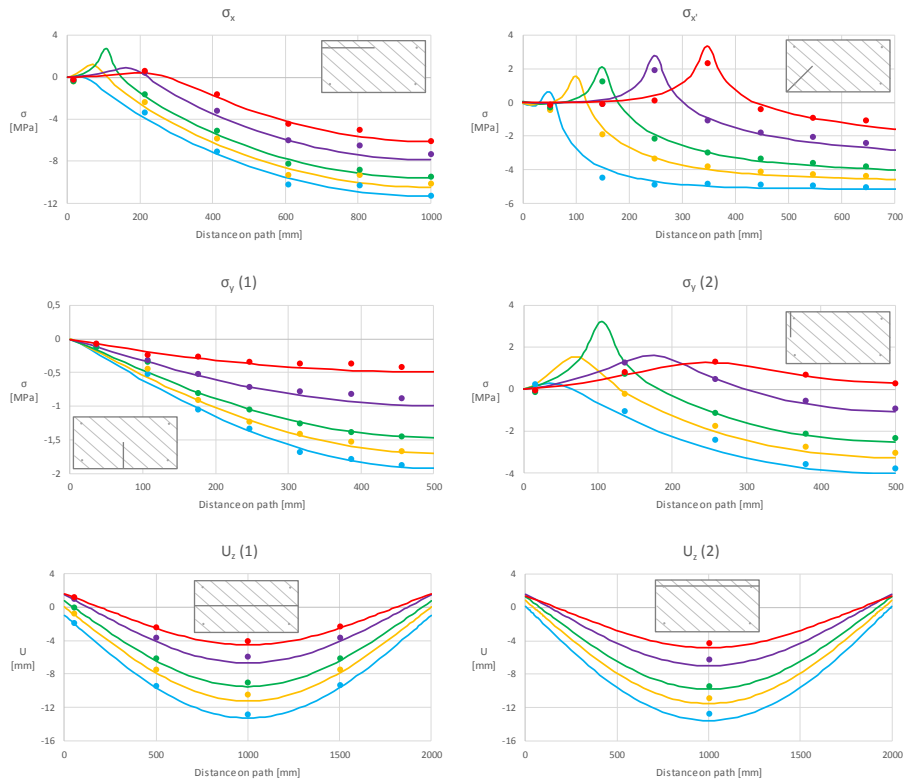 σx
4
0
-4
-8
-12
σ
[MPa]
0 200 400 600 800 1000
Distance on path [mm]
σx'
4
2
0
-2
-4
-6
σ
[MPa]
0 100 200 300 400 500 600 700
Distance on path [mm]
σy (1)
0,5
0
-0,5
-1
-1,5
-2
σ
[MPa]
0 100 200 300 400 500
Distance on path [mm]
σy (2)
4
2
0
-2
-4
σ
[MPa]
0 100 200 300 400 500
Distance on path [mm]
Uz (1)
4
0
-4
-8
-12
-16
U
[mm]
0 500 1000 1500 2000
Distance on path [mm]
Uz (2)
4
0
-4
-8
-12
-16
U
[mm]
0 500 1000 1500 2000
Distance on path [mm]